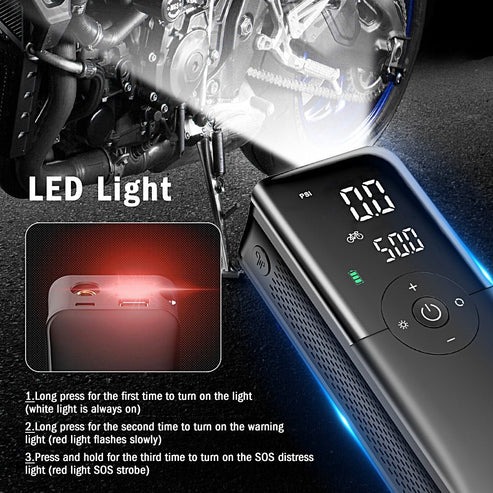 LED Light
PSI
0.0
50.0
1.Long press for the first time to turn on the light
(white light is always on)
2.Long press for the second time to turn on the warning
light (red light flashes slowly)
3.Press and hold for the third time to turn on the SOS distress
light (red light SOS strobe)